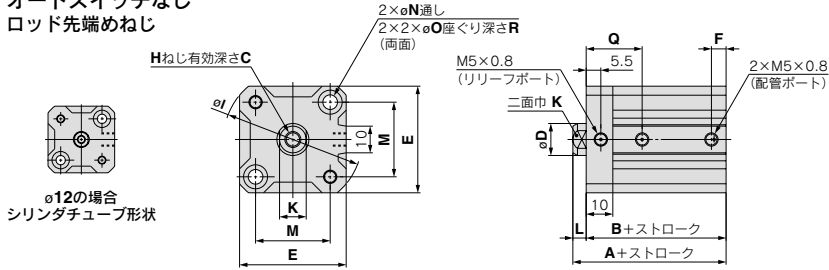 オートスイッチなし
ロッド先端めねじ
2×øN通し
2×2×øO座ぐり深さR
(両面)
Hねじ有効深さC
øI
10
M
E
K
M
E
ø12の場合
シリンダチューブ形状
Q
F
M5×0.8
(リリーフポート)
5.5
2×M5×0.8
(配管ポート)
二面巾 K
øD
10
L
B+ストローク
A+ストローク